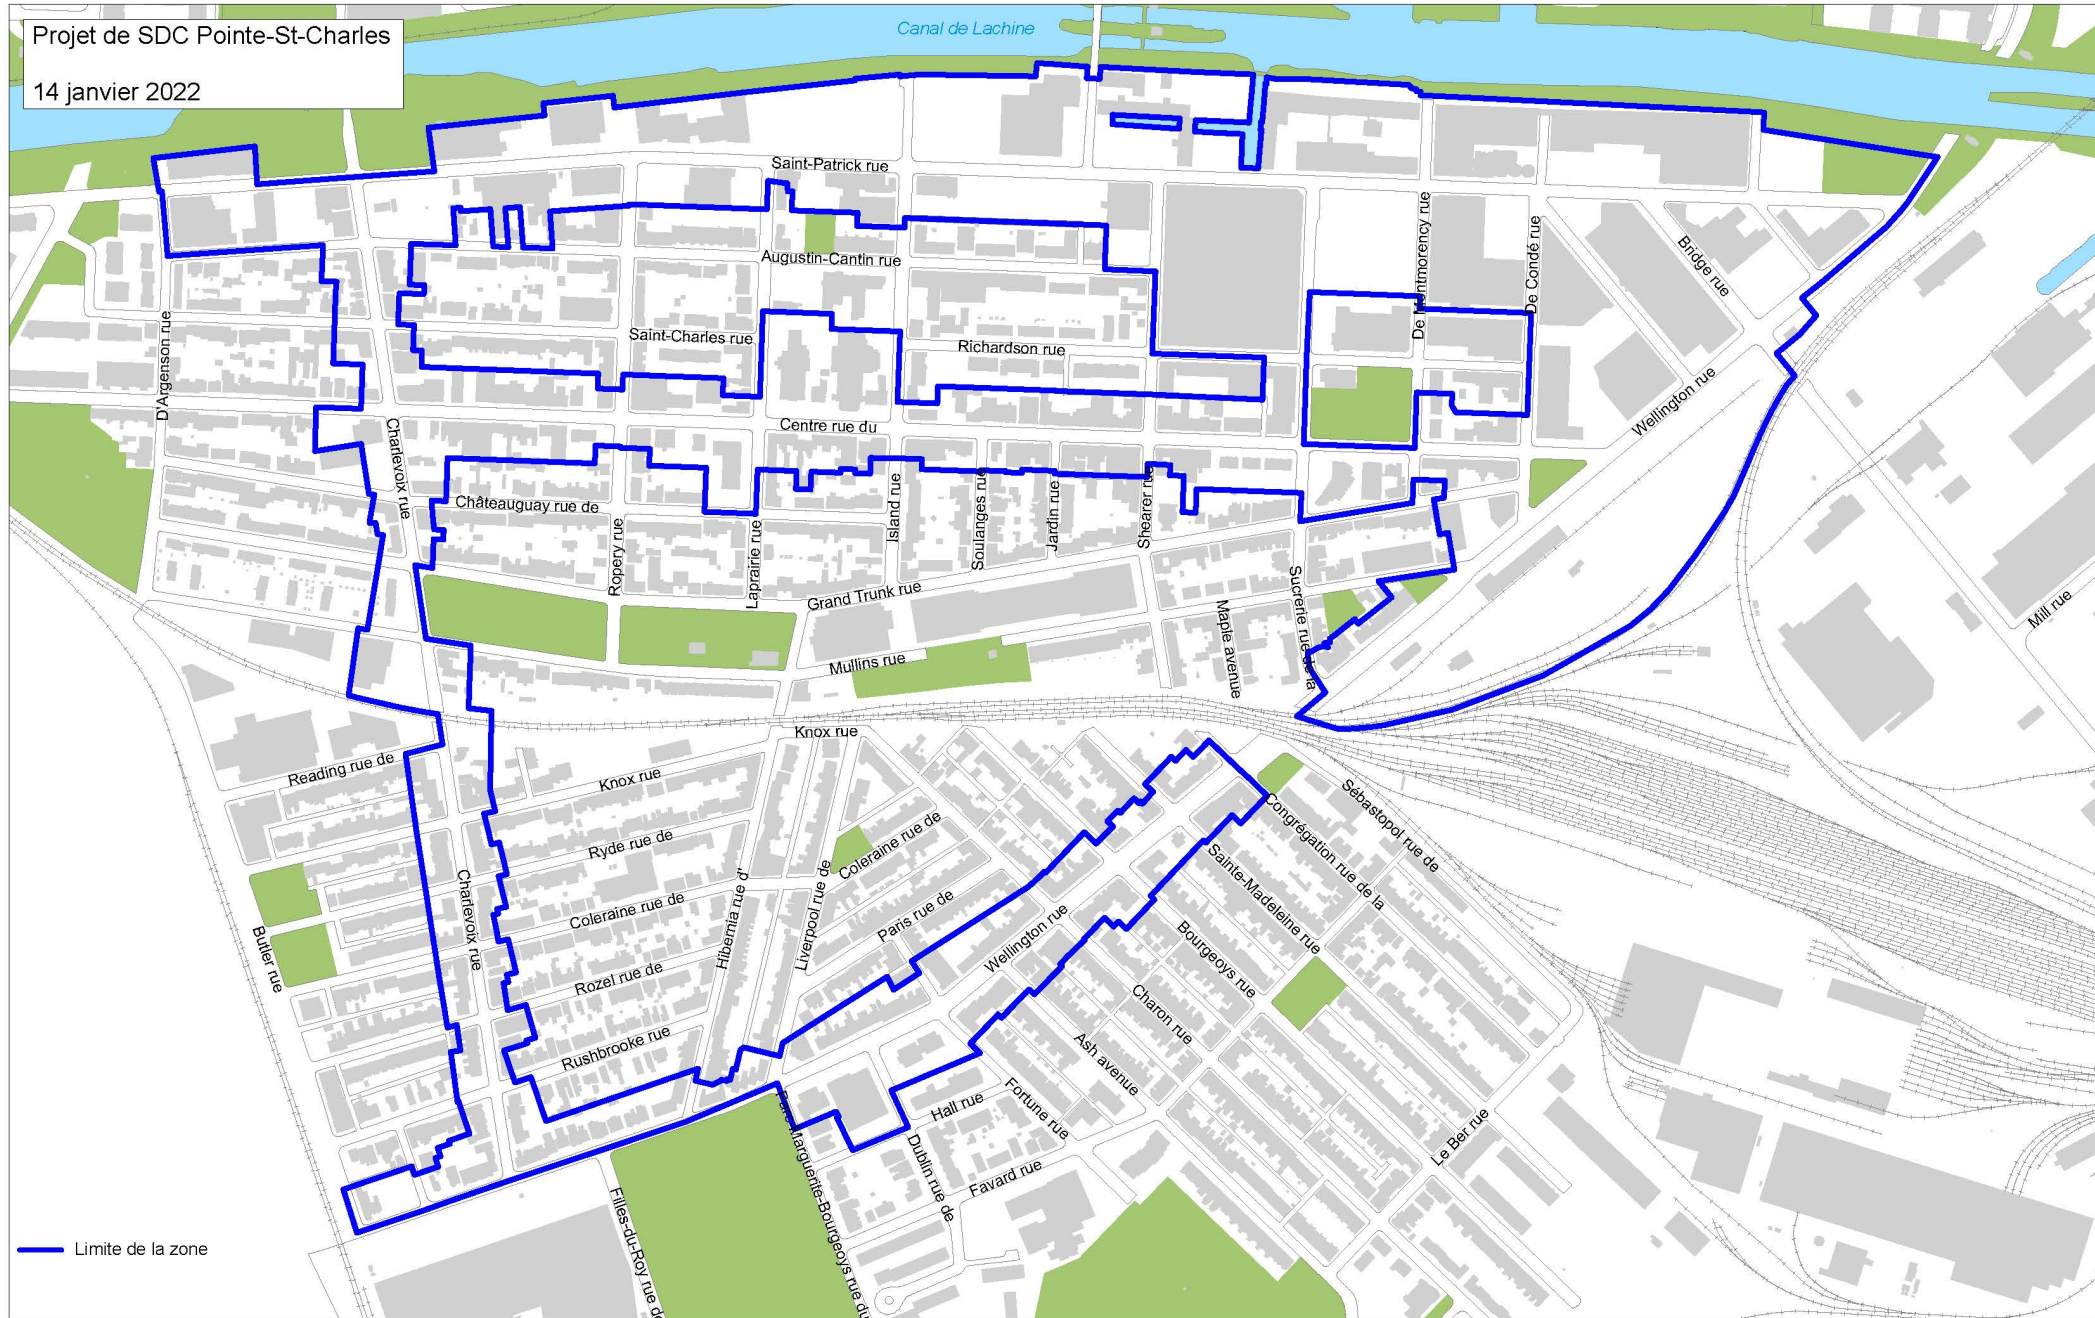 Projet de SDC Pointe-St-Charles
14 janvier 2022
Canal de Lachine
Saint-Patrick rue
Augustin-Cantin rue
Saint-Charles rue
Richardson rue
De Montmorency rue
De Condé rue
Bridge rue
Wellington rue
D'Argenson rue
Charlevoix rue
Centre rue du
Châteauguay rue de
Ropery rue
Laprairie rue
Island rue
Soulanges rue
Jardin rue
Shearer rue
Grand Trunk rue
Mullins rue
Maple avenue
Sucrerie rue de la
Mill rue
Knox rue
Reading rue de
Knox rue
Ryde rue de
Coleraine rue de
Coleraine rue de
Charlevoix rue
Hibernia rue d'
Liverpool rue de
Paris rue de
Rozel rue de
Rushbrooke rue
Butler rue
Wellington rue
Congrégation rue de la
Sébastopol rue de
Sainte-Madeleine rue
Bourgeoys rue
Charon rue
Ash avenue
Fortune rue
Hall rue
Favard rue
Dublin rue de
Le Ber rue
Parc-Marguerite-Bourgeoys rue du
Filles-du-Roy rue de
Limite de la zone